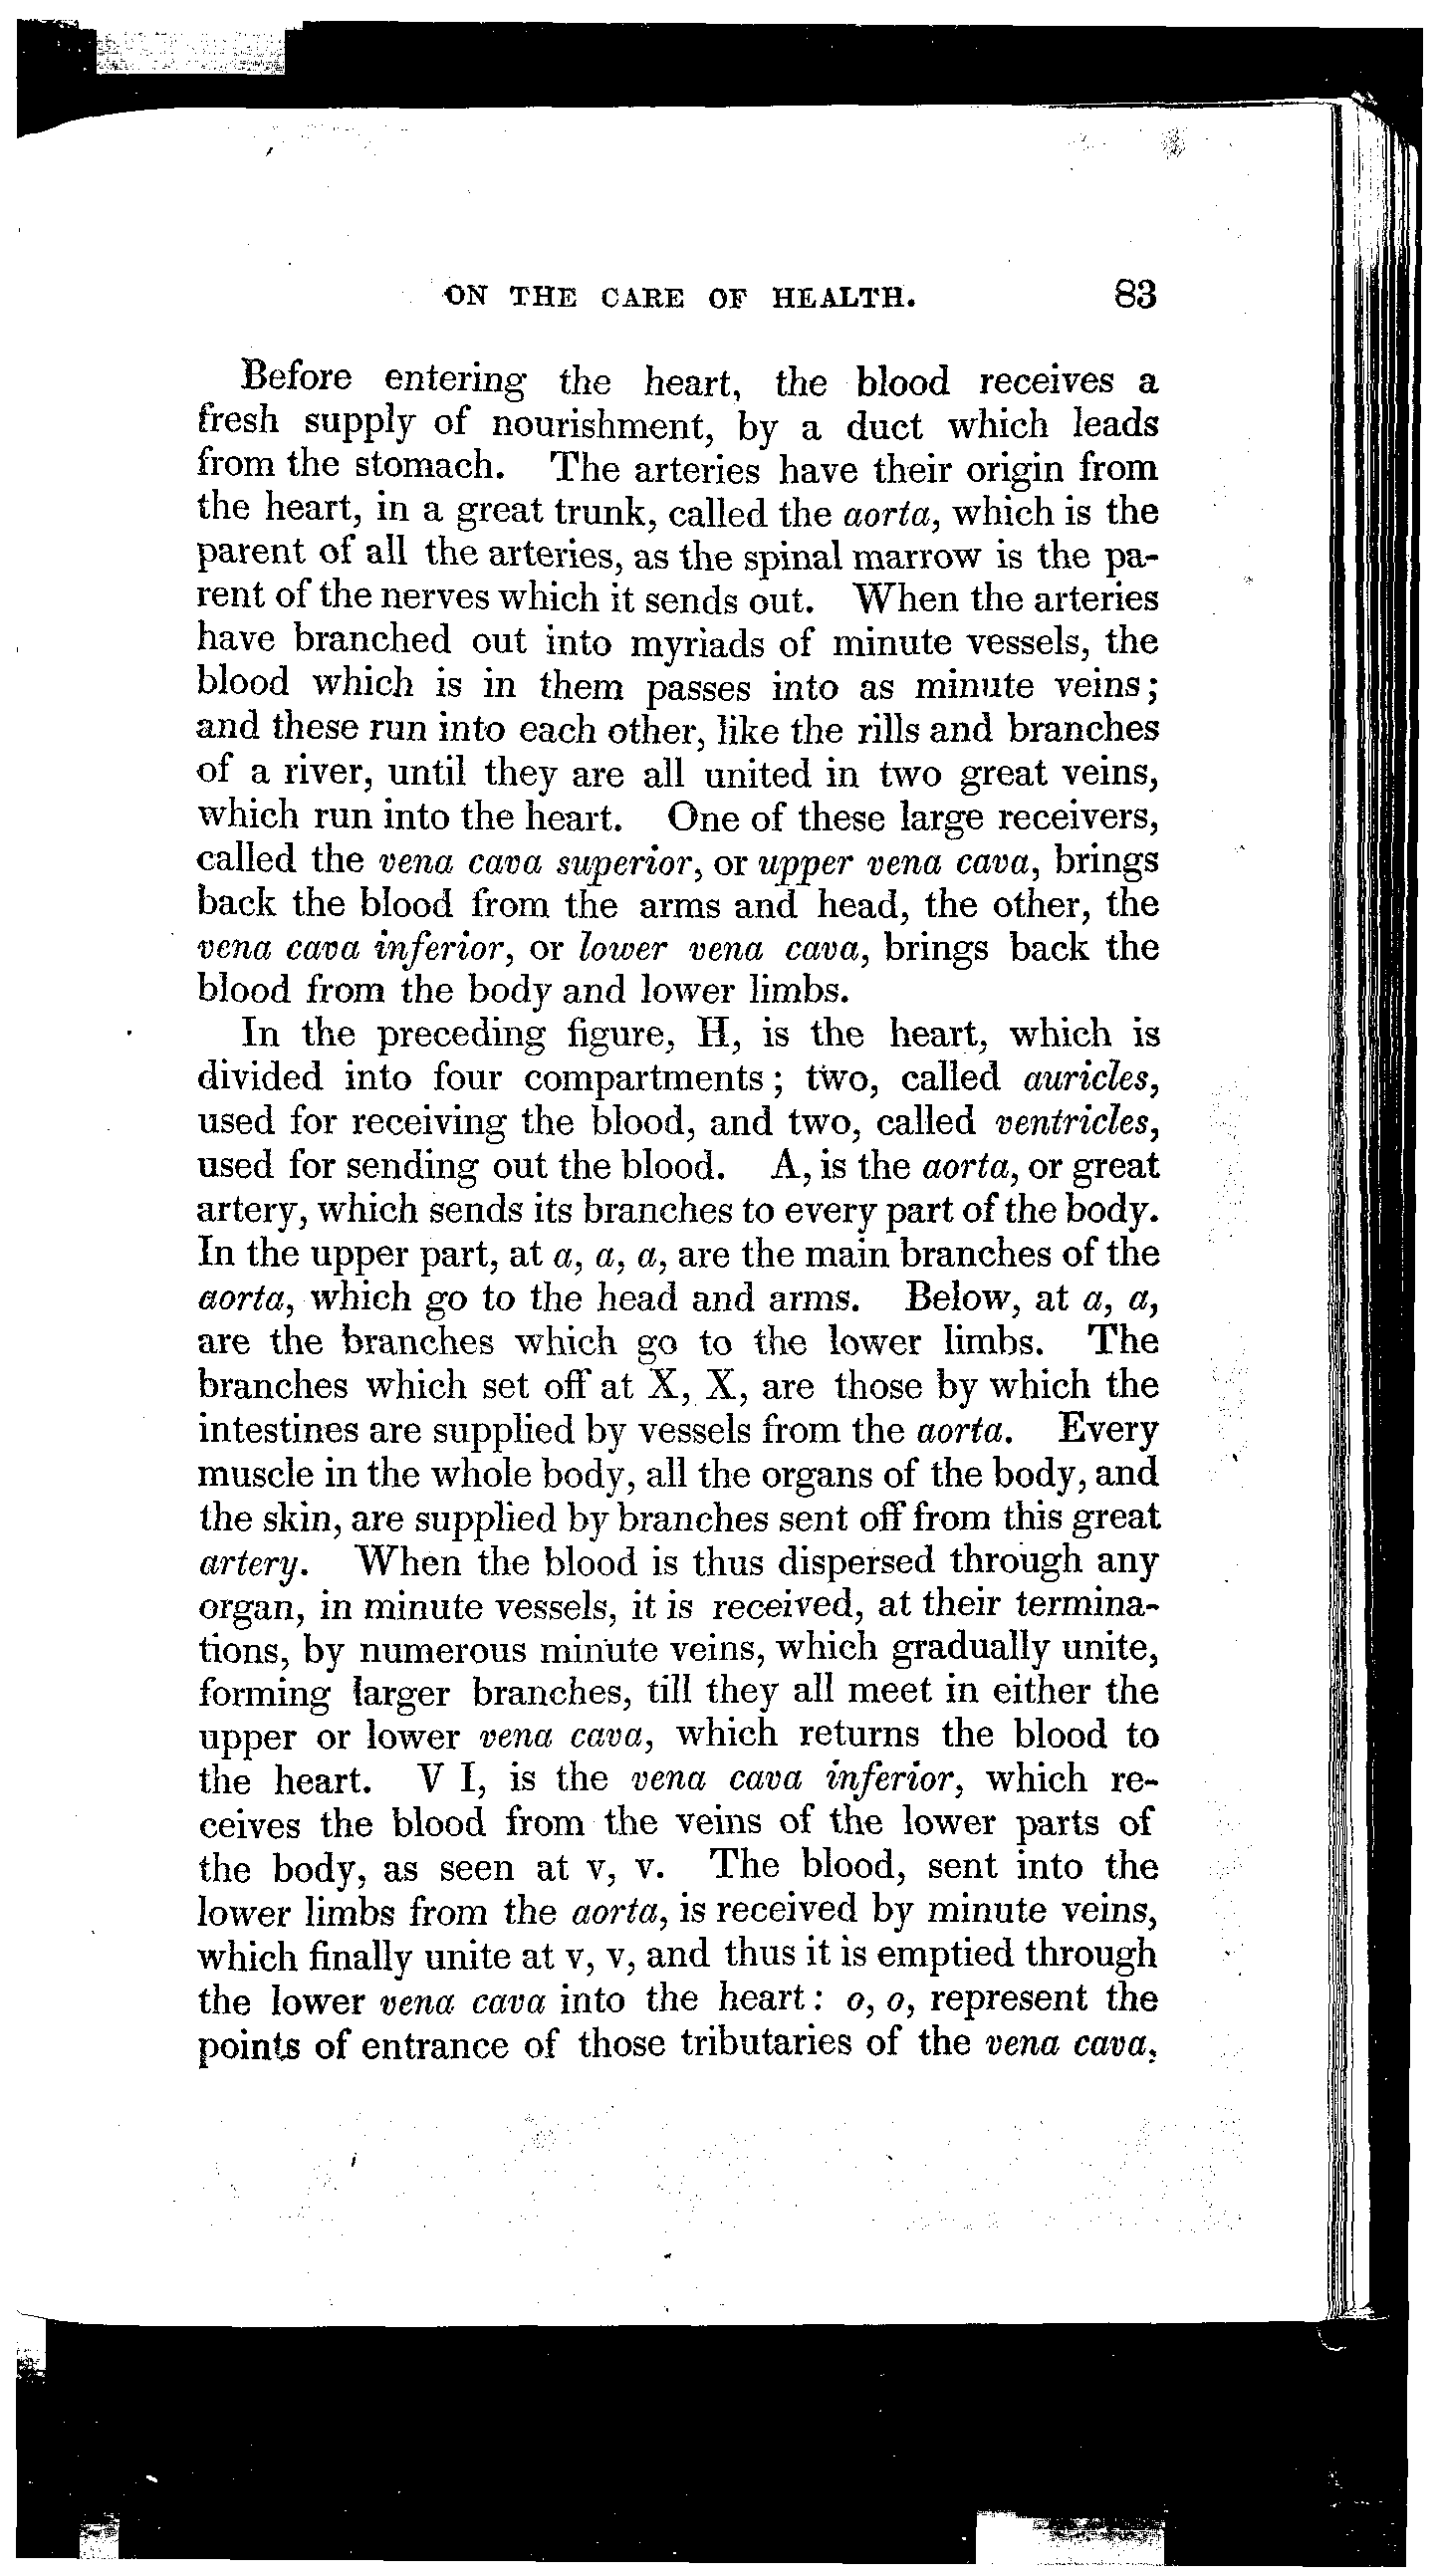 ON THE CARE OF HEALTH. 83
Before entering the heart, the blood receives a
fresh supply of nourishment, by a duct which leads
from the stomach. The arteries have their origin from
the heart, in a great trunk, called the aorta, which is the
parent of all the arteries, as the spinal marrow is the pa-
rent of the nerves which it sends out. When the arteries
have branched out into myriads of minute vessels, the
blood which is in them passes into as minute veins;
and these run into each other, like the rills and branches
of a river, until they are all united in two great veins,
which run into the heart. One of these large receivers,
called the vena cava superior, or upper vena cava, brings
back the blood from the arms and head, the other, the
vena cava inferior, or lower vena cava, brings back the
blood from the body and lower limbs.
In the preceding figure, H, is the heart, which is
divided into four compartments; two, called auricles,
used for receiving the blood, and two, called ventricles,
used for sending out the blood. A, is the aorta, or great
artery, which sends its branches to every part of the body.
In the upper part, at a, a, a, are the main branches of the
aorta, which go to the head and arms. Below, at a, a,
are the branches which go to the lower limbs. The
branches which set off at X, X, are those by which the
intestines are supplied by vessels from the aorta. Every
muscle in the whole body, all the organs of the body, and
the skin, are supplied by branches sent off from this great
artery. When the blood is thus dispersed through any
organ, in minute vessels, it is received, at their termina-
tions, by numerous minute veins, which gradually unite,
forming larger branches, till they all meet in either the
upper or lower vena cava, which returns the blood to
the heart. V I, is the vena cava inferior, which re-
ceives the blood from the veins of the lower parts of
the body, as seen at v, v. The blood, sent into the
lower limbs from the aorta, is received by minute veins,
which finally unite at v, v, and thus it is emptied through
the lower vena cava into the heart: o, o, represent the
points of entrance of those tributaries of the vena cava,